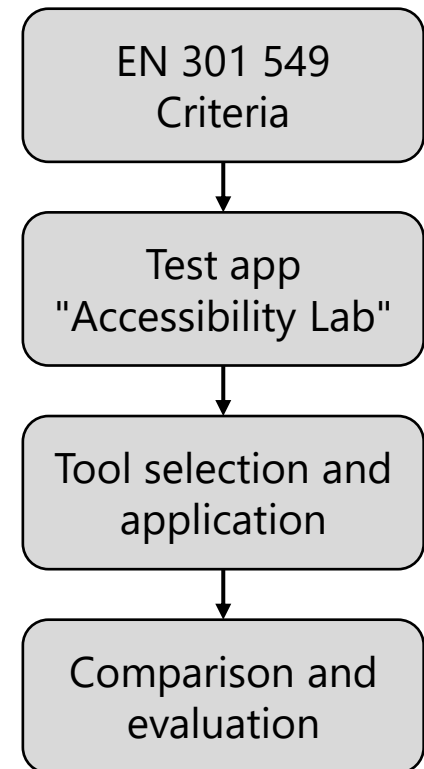 EN 301 549
Criteria
Test app
"Accessibility Lab"
Tool selection and
application
Comparison and
evaluation